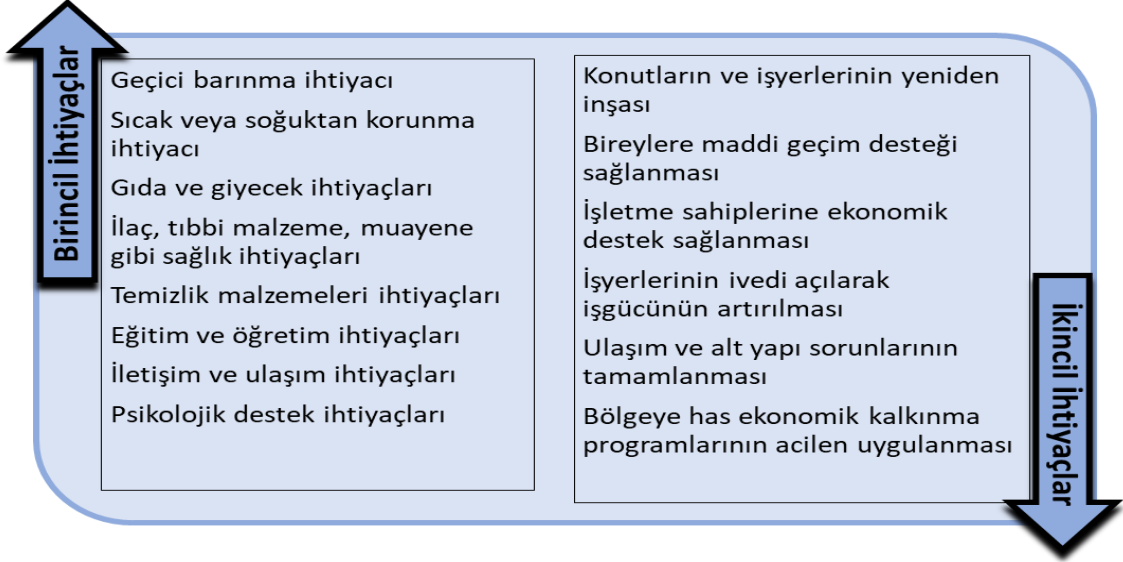 Birincil İhtiyaçlar
Geçici barınma ihtiyacı
Sıcak veya soğuktan korunma
ihtiyacı
Gıda ve giyecek ihtiyaçları
İlaç, tıbbi malzeme, muayene
gibi sağlık ihtiyaçları
Temizlik malzemeleri ihtiyaçları
Eğitim ve öğretim ihtiyaçları
İletişim ve ulaşım ihtiyaçları
Psikolojik destek ihtiyaçları
Konutların ve işyerlerinin yeniden
inşası
Bireylere maddi geçim desteği
sağlanması
İşletme sahiplerine ekonomik
destek sağlanması
İşyerlerinin ivedi açılarak
işgücünün artırılması
Ulaşım ve alt yapı sorunlarının
tamamlanması
Bölgeye has ekonomik kalkınma
programlarının acilen uygulanması
İkincil İhtiyaçlar